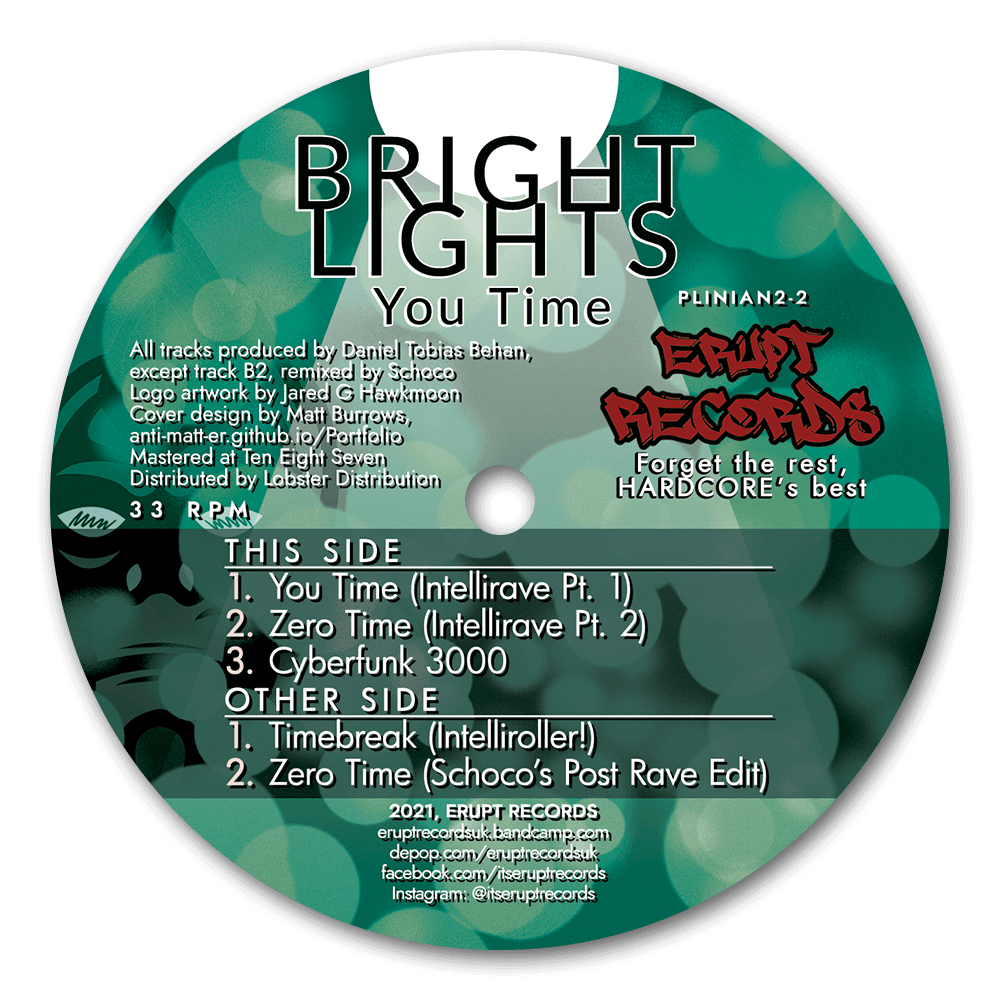 BRIGHT
LIGHTS
You Time
PLINIAN2-2
ERUPT
RECORDS
Forget the rest,
HARDCORE's best
All tracks produced by Daniel Tobias Behan,
except track B2, remixed by Schoco
Logo artwork by Jared G Hawkmoon
Cover design by Matt Burrows,
anti-matt-er.github.io/Portfolio
Mastered at Ten Eight Seven
Distributed by Lobster Distribution
33 RPM
THIS SIDE
1. You Time (Intellirave Pt. 1)
2. Zero Time (Intellirave Pt. 2)
3. Cyberfunk 3000
OTHER SIDE
1. Timebreak (Intelliroller!)
2. Zero Time (Schoco's Post Rave Edit)
2021, ERUPT RECORDS
eruptrecordsuk.bandcamp.com
depop.com/eruptrecordsuk
facebook.com/itseruptrecords
Instagram: @itseruptrecords